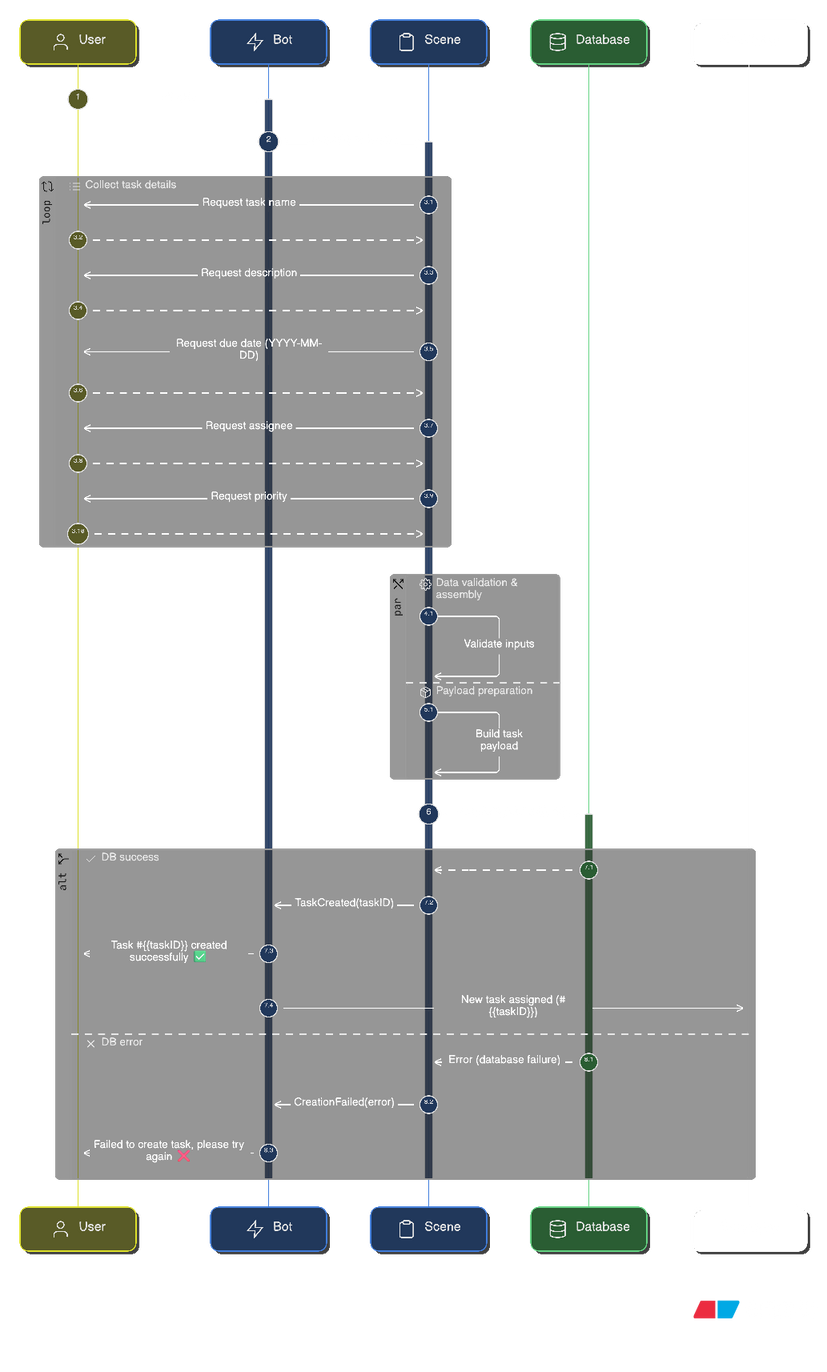 User
Bot
Scene
Database
1
2
loop
Collect task details
Request task name
3.1
3.2
Request description
3.3
3.4
Request due date (YYYY-MM-
DD)
3.5
3.6
Request assignee
3.7
3.8
Request priority
3.9
3.10
par
Data validation &
assembly
4.1
Validate inputs
Payload preparation
5.1
Build task
payload
6
alt
DB success
7.1
TaskCreated(taskID)
7.2
Task #{{taskID}} created
successfully ✅
7.3
7.4
New task assigned (#
{{taskID}})
DB error
Error (database failure)
8.1
CreationFailed(error)
8.2
Failed to create task, please try
again ❌
8.3
User
Bot
Scene
Database